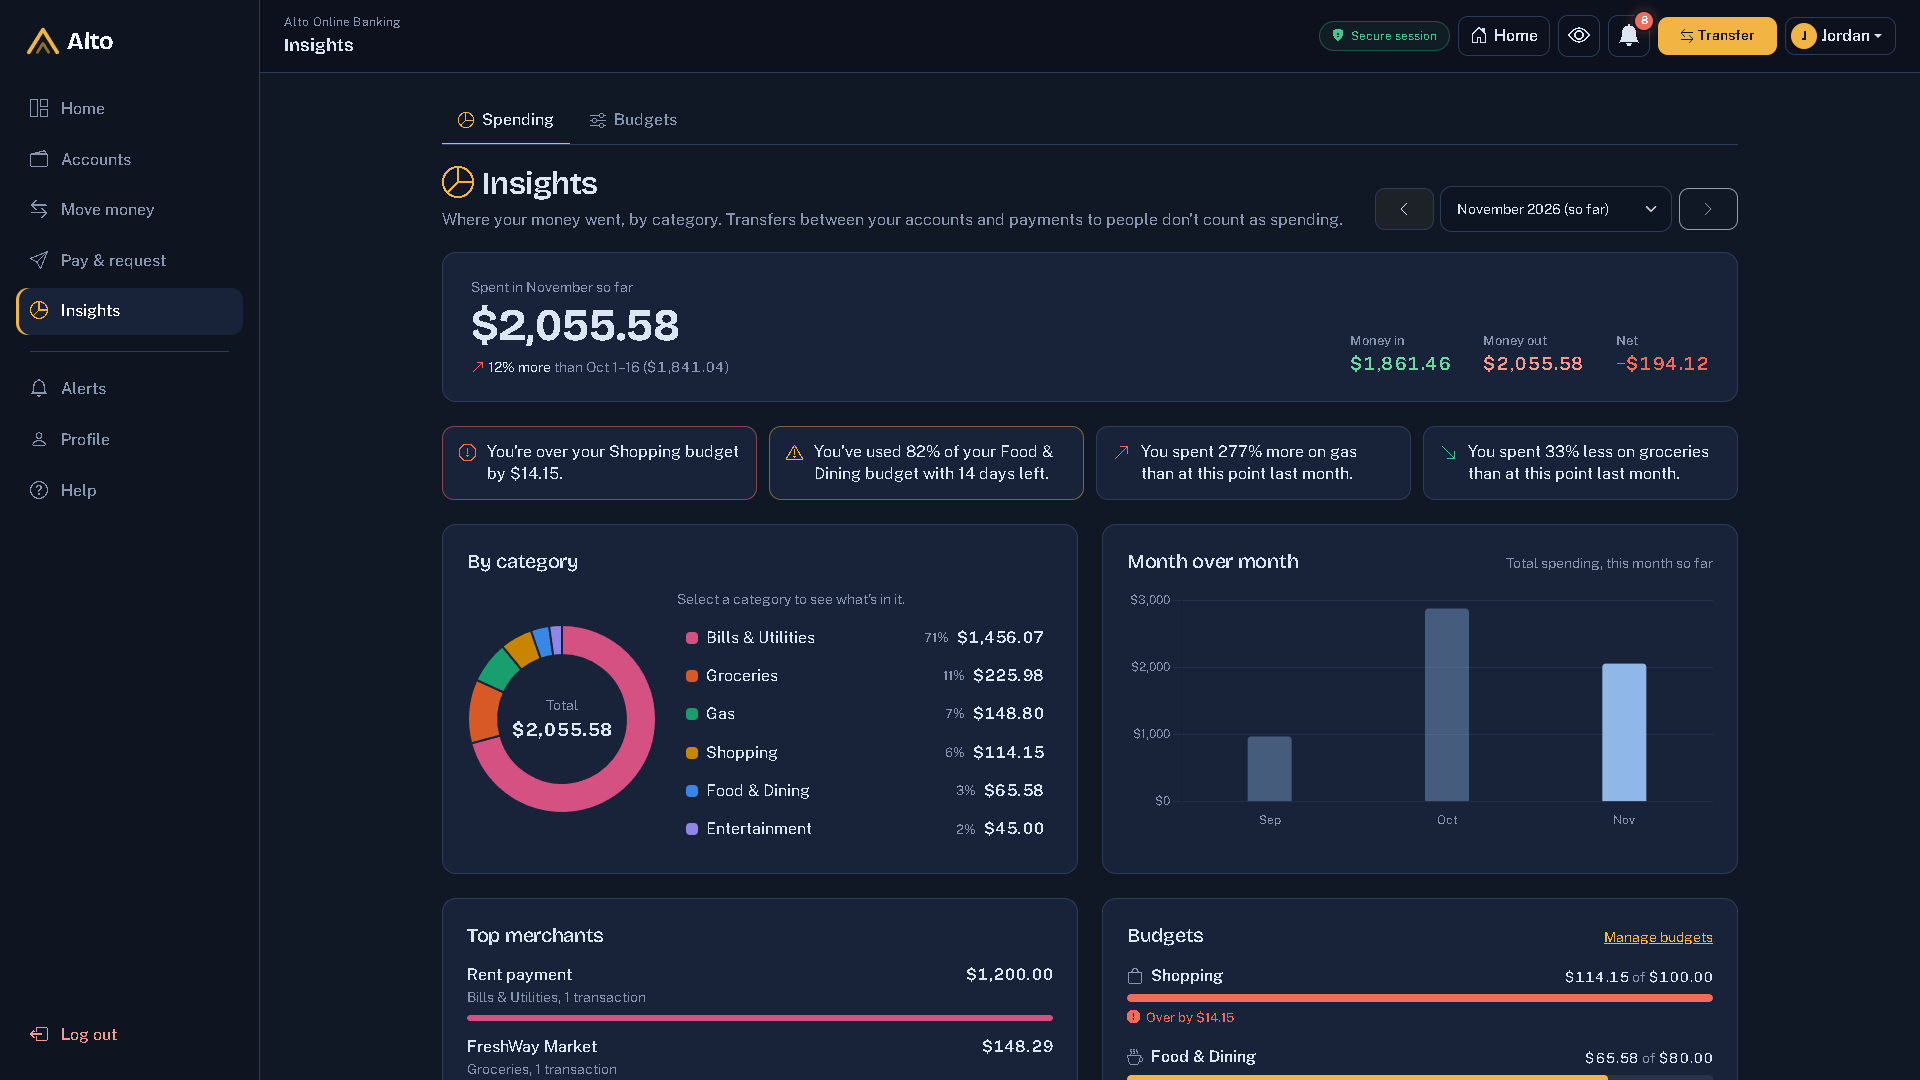 Alto
Home
Accounts
Move money
Pay & request
Insights
Alerts
Profile
Help
Log out
Alto Online Banking
Insights
Secure session
Home
8
Transfer
J
Jordan
Spending
Budgets
Insights
Where your money went, by category. Transfers between your accounts and payments to people don’t count as spending.
November 2026 (so far)
Spent in November so far
$2,055.58
12% more than Oct 1–16 ($1,841.04)
Money in
$1,861.46
Money out
$2,055.58
Net
−$194.12
You’re over your Shopping budget
by $14.15.
You’ve used 82% of your Food &
Dining budget with 14 days left.
You spent 277% more on gas
than at this point last month.
You spent 33% less on groceries
than at this point last month.
By category
Select a category to see what’s in it.
Total
$2,055.58
Bills & Utilities 71% $1,456.07
Groceries 11% $225.98
Gas 7% $148.80
Shopping 6% $114.15
Food & Dining 3% $65.58
Entertainment 2% $45.00
Month over month
Total spending, this month so far
$3,000
$2,000
$1,000
$0
Sep
Oct
Nov
Top merchants
Rent payment $1,200.00
Bills & Utilities, 1 transaction
FreshWay Market $148.29
Groceries, 1 transaction
Budgets
Manage budgets
Shopping $114.15 of $100.00
Over by $14.15
Food & Dining $65.58 of $80.00